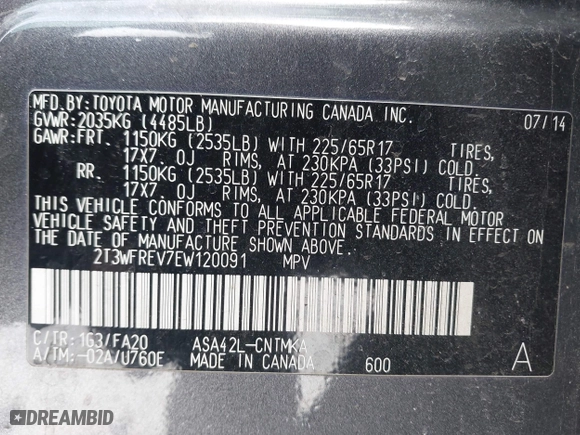 MFD.BY:TOYOTA MOTOR MANUFACTURING CANADA INC.
07/14
GVWR:2035KG (4485LB)
GAWR:FRT. 1150KG (2535LB) WITH 225/65R17 TIRES,
17X7.0J RIMS, AT 230KPA (33PSI) COLD.
RR. 1150KG (2535LB) WITH 225/65R17 TIRES,
17X7.0J RIMS, AT 230KPA (33PSI) COLD.
THIS VEHICLE CONFORMS TO ALL APPLICABLE FEDERAL MOTOR
VEHICLE SAFETY AND THEFT PREVENTION STANDARDS IN EFFECT ON
THE DATE OF MANUFACTURE SHOWN ABOVE.
2T3WFREV7EW120091 MPV
C/TR:1G3/FA20 ASA42L-CNTMKA
A/TM:-02A/U760E MADE IN CANADA 600 A
DREAMBID